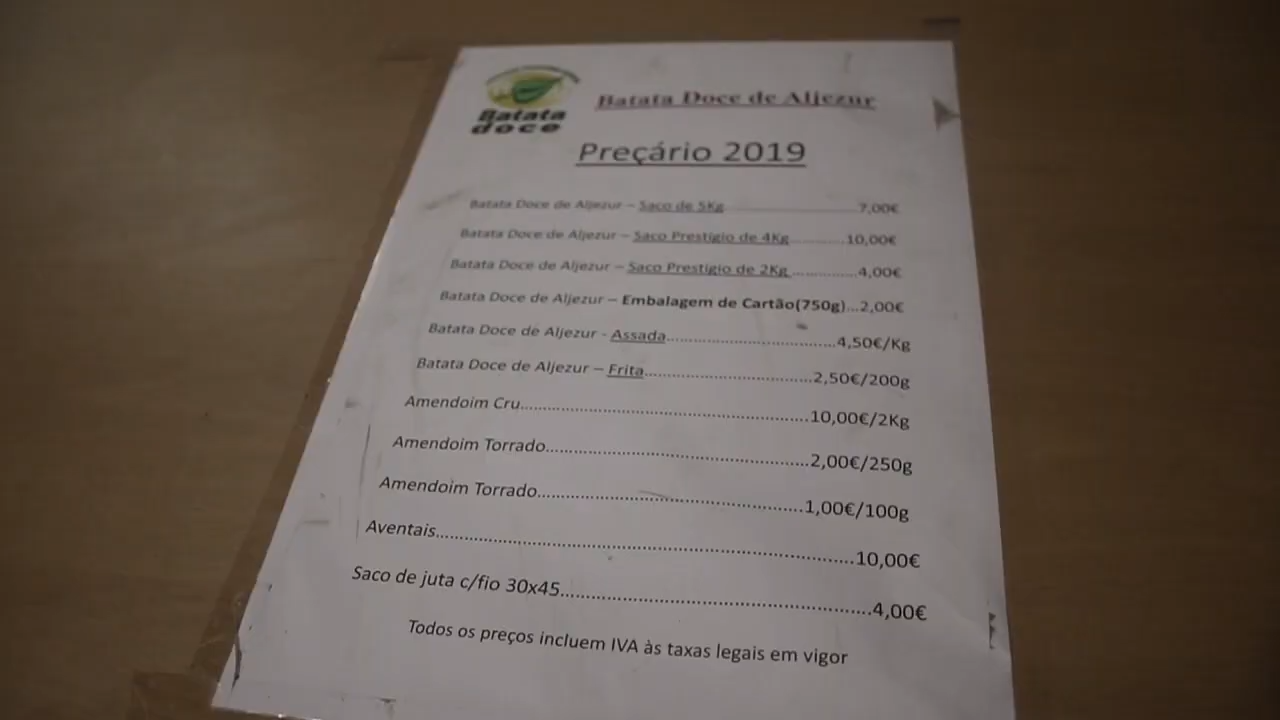 Batata
doce
Batata Doce de Aljezur
Preçário 2019
Batata Doce de Aljezur – Saco de 5Kg ........................ 7,00€
Batata Doce de Aljezur – Saco Prestigio de 4Kg............10,00€
Batata Doce de Aljezur – Saco Prestigio de 2Kg .............4,00€
Batata Doce de Aljezur – Embalagem de Cartão(750g)...2,00€
Batata Doce de Aljezur - Assada................................4,50€/Kg
Batata Doce de Aljezur – Frita................................2,50€/200g
Amendoim Cru......................................................10,00€/2Kg
Amendoim Torrado................................................2,00€/250g
Amendoim Torrado................................................1,00€/100g
Aventais..............................................................................10,00€
Saco de juta c/fio 30x45......................................................4,00€
Todos os preços incluem IVA às taxas legais em vigor